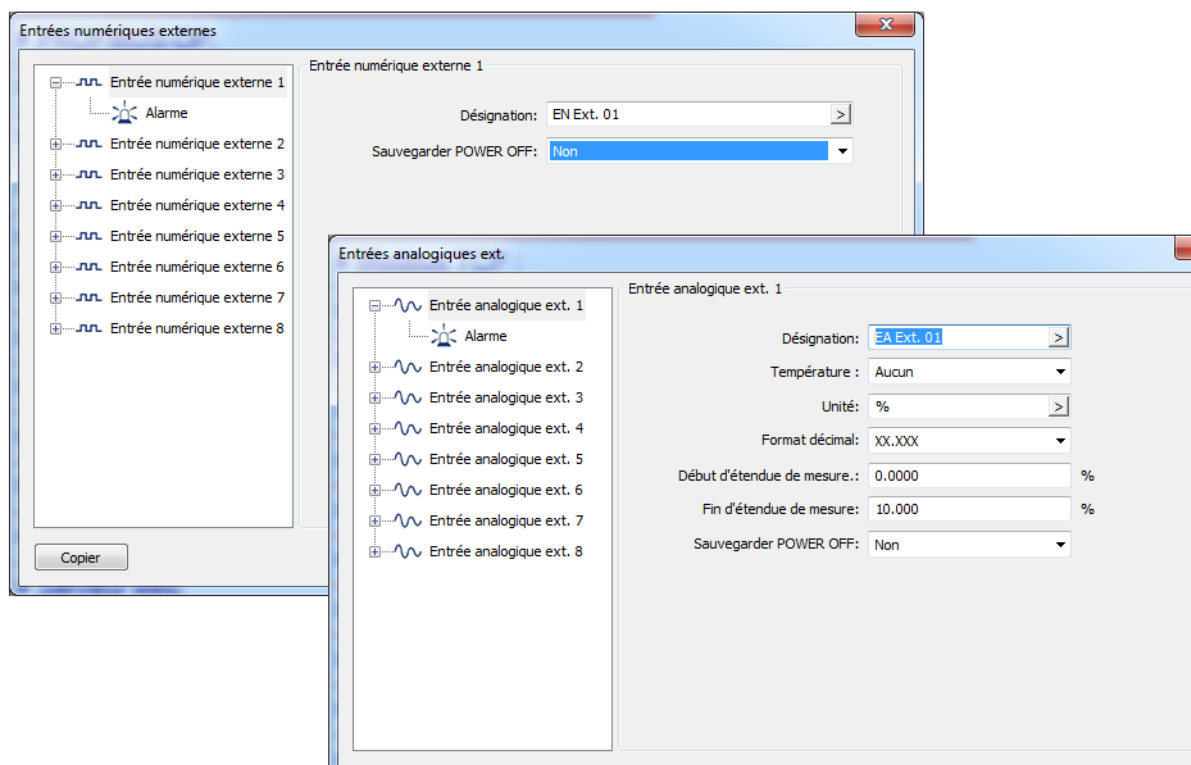 Entrées numériques externes
Entrée numérique externe 1
Alarme
Entrée numérique externe 2
Entrée numérique externe 3
Entrée numérique externe 4
Entrée numérique externe 5
Entrée numérique externe 6
Entrée numérique externe 7
Entrée numérique externe 8
Entrée numérique externe 1
Désignation: EN Ext. 01 >
Sauvegarder POWER OFF: Non
Copier
Entrées analogiques ext.
Entrée analogique ext. 1
Alarme
Entrée analogique ext. 2
Entrée analogique ext. 3
Entrée analogique ext. 4
Entrée analogique ext. 5
Entrée analogique ext. 6
Entrée analogique ext. 7
Entrée analogique ext. 8
Entrée analogique ext. 1
Désignation: EA Ext. 01 >
Température : Aucun
Unité: % >
Format décimal: XX.XXX
Début d'étendue de mesure.: 0.0000 %
Fin d'étendue de mesure: 10.000 %
Sauvegarder POWER OFF: Non